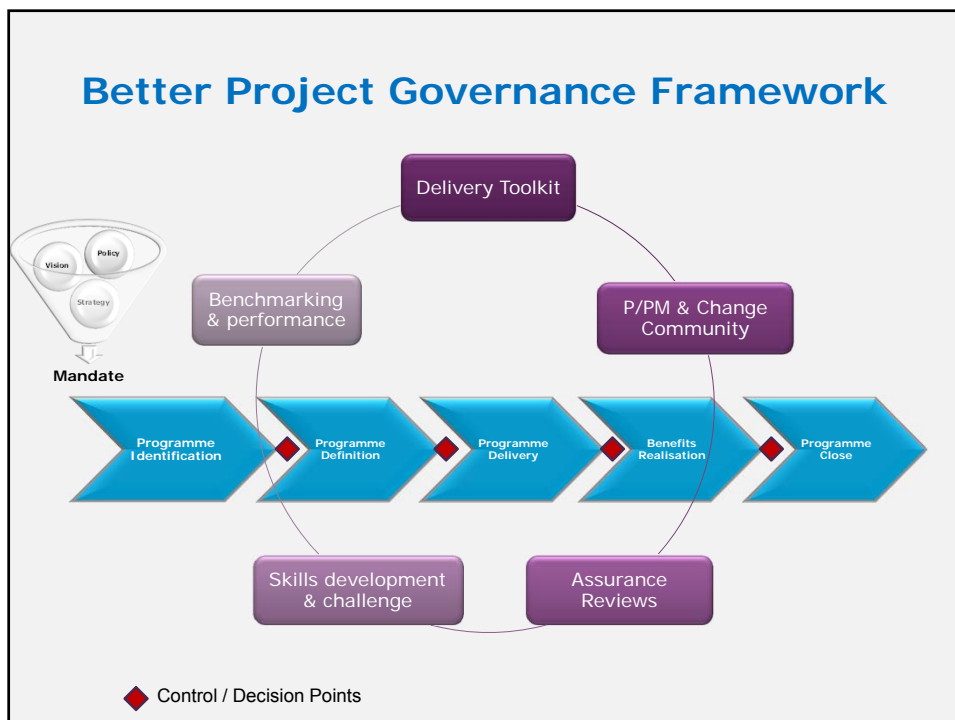 Better Project Governance Framework
Delivery Toolkit
Vision
Policy
Strategy
Mandate
Benchmarking
& performance
P/PM & Change
Community
Programme
Identification
Programme
Definition
Programme
Delivery
Benefits
Realisation
Programme
Close
Skills development
& challenge
Assurance
Reviews
Control / Decision Points